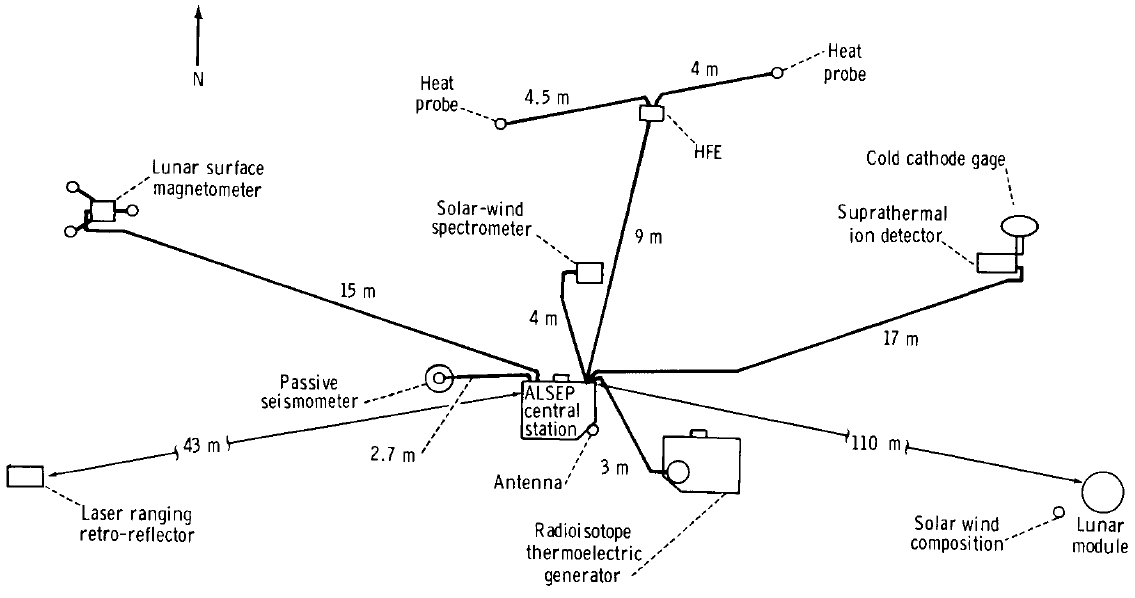 N
Heat
probe
4.5 m
4 m
Heat
probe
HFE
Lunar surface
magnetometer
Cold cathode gage
Solar-wind
spectrometer
Suprathermal
ion detector
9 m
15 m
4 m
17 m
Passive
seismometer
ALSEP
central
station
43 m
2.7 m
110 m
3 m
Antenna
Laser ranging
retro-reflector
Radioisotope
thermoelectric
generator
Solar wind
composition
Lunar
module